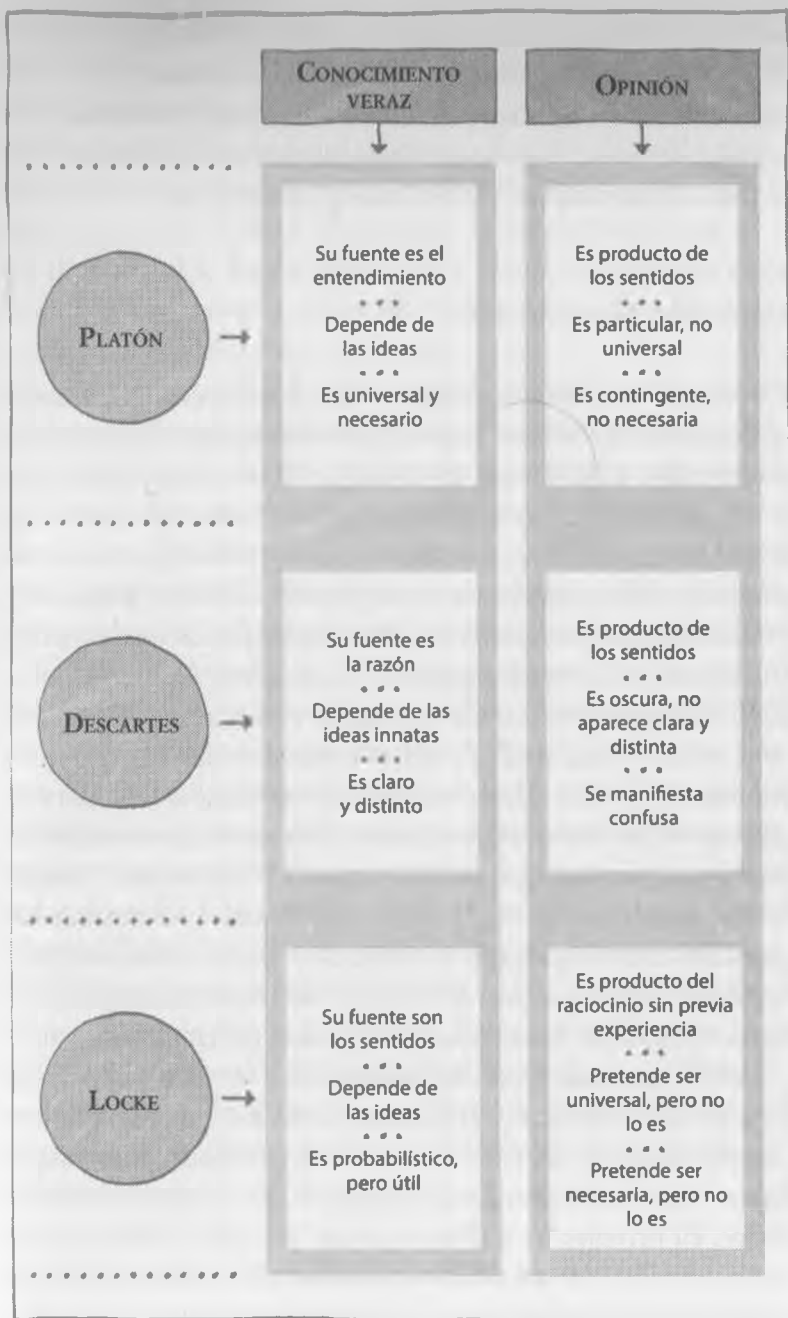 CONOCIMIENTO
VERAZ
OPINIÓN
PLATÓN
Su fuente es el
entendimiento
Depende de
las ideas
Es universal y
necesario
Es producto de
los sentidos
Es particular, no
universal
Es contingente,
no necesaria
DESCARTES
Su fuente es
la razón
Depende de las
ideas innatas
Es claro
y distinto
Es producto de
los sentidos
Es oscura, no
aparece clara y
distinta
Se manifiesta
confusa
LOCKE
Su fuente son
los sentidos
Depende de
las ideas
Es probabilístico,
pero útil
Es producto del
raciocinio sin previa
experiencia
Pretende ser
universal, pero no
lo es
Pretende ser
necesaria, pero no
lo es